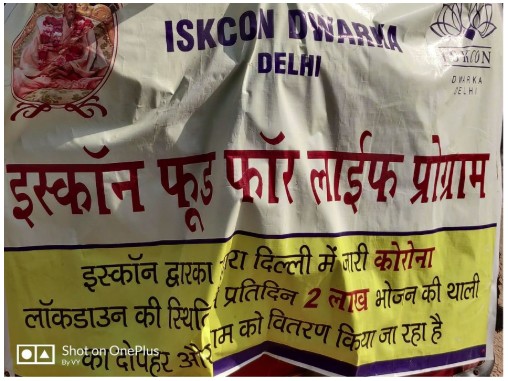 ISKCON DWARKA
DELHI
ISKCON
DWARKA
DELHI
इस्कॉन फूड फॉर लाईफ प्रोग्राम
इस्कॉन द्वारका द्वारा दिल्ली में जारी कोरोना
लॉकडाउन की स्थिति प्रतिदिन 2 लाख भोजन की थाली
को दोपहर और शाम को वितरण किया जा रहा है
Shot on OnePlus
By VY